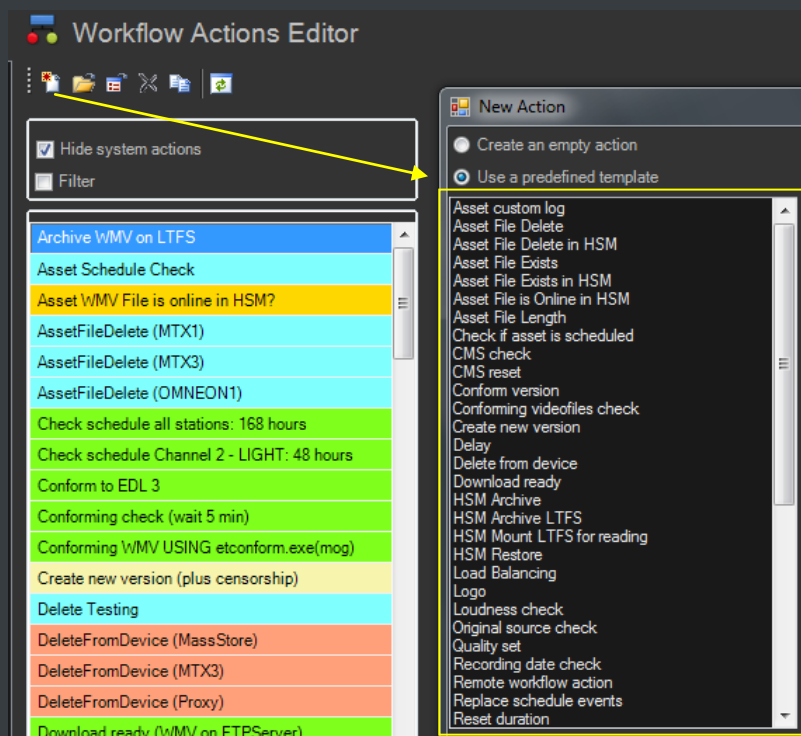 Workflow Actions Editor
New Action
Hide system actions
Filter
Create an empty action
Use a predefined template
Archive WMV on LTFS
Asset Schedule Check
Asset WMV File is online in HSM?
AssetFileDelete (MTX1)
AssetFileDelete (MTX3)
AssetFileDelete (OMNEON1)
Check schedule all stations: 168 hours
Check schedule Channel 2 - LIGHT: 48 hours
Conform to EDL 3
Conforming check (wait 5 min)
Conforming WMV USING etconform.exe(mog)
Create new version (plus censorship)
Delete Testing
DeleteFromDevice (MassStore)
DeleteFromDevice (MTX3)
DeleteFromDevice (Proxy)
Download ready (WMV on FTPServer)
Asset custom log
Asset File Delete
Asset File Delete in HSM
Asset File Exists
Asset File Exists in HSM
Asset File is Online in HSM
Asset File Length
Check if asset is scheduled
CMS check
CMS reset
Conform version
Conforming videofiles check
Create new version
Delay
Delete from device
Download ready
HSM Archive
HSM Archive LTFS
HSM Mount LTFS for reading
HSM Restore
Load Balancing
Logo
Loudness check
Original source check
Quality set
Recording date check
Remote workflow action
Replace schedule events
Reset duration